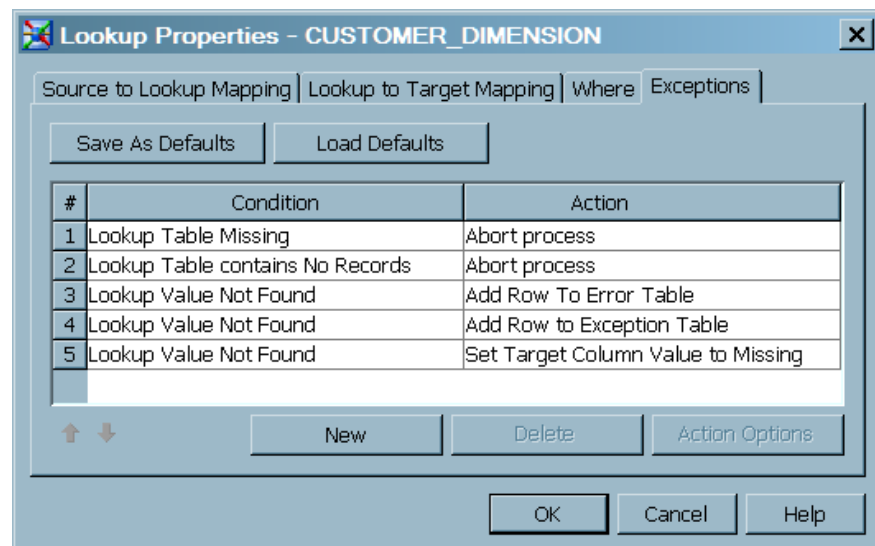 Lookup Properties - CUSTOMER_DIMENSION
Source to Lookup Mapping Lookup to Target Mapping Where Exceptions
Save As Defaults Load Defaults
# Condition Action
1 Lookup Table Missing Abort process
2 Lookup Table contains No Records Abort process
3 Lookup Value Not Found Add Row To Error Table
4 Lookup Value Not Found Add Row to Exception Table
5 Lookup Value Not Found Set Target Column Value to Missing
New Delete Action Options
OK Cancel Help